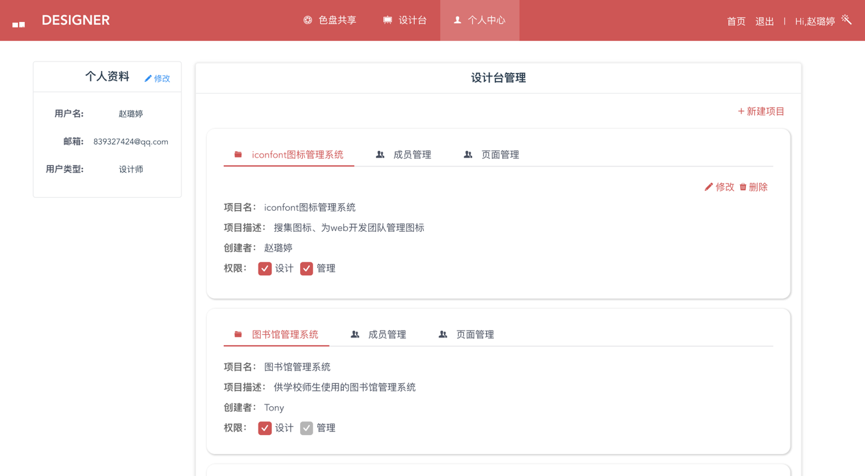 DESIGNER 色盘共享 设计台 个人中心 首页 退出 | Hi,赵璐婷
个人资料 修改
用户名: 赵璐婷
邮箱: 839327424@qq.com
用户类型: 设计师
设计台管理
+ 新建项目
iconfont图标管理系统 成员管理 页面管理
修改 删除
项目名: iconfont图标管理系统
项目描述: 搜集图标、为web开发团队管理图标
创建者: 赵璐婷
权限: 设计 管理
图书馆管理系统 成员管理 页面管理
项目名: 图书馆管理系统
项目描述: 供学校师生使用的图书馆管理系统
创建者: Tony
权限: 设计 管理